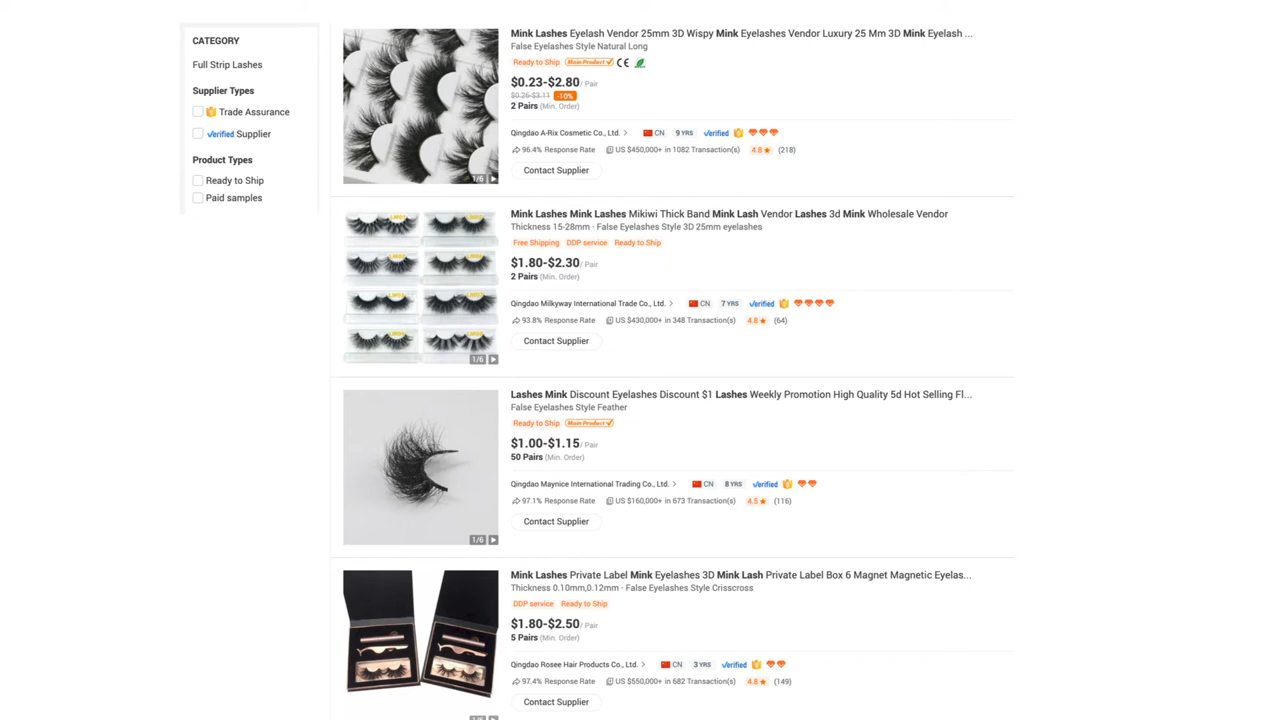 CATEGORY
Full Strip Lashes
Supplier Types
Trade Assurance
Verified Supplier
Product Types
Ready to Ship
Paid samples
Mink Lashes Eyelash Vendor 25mm 3D Wispy Mink Eyelashes Vendor Luxury 25 Mm 3D Mink Eyelash ...
False Eyelashes Style Natural Long
Ready to Ship Main Product CE
$0.23-$2.80 / Pair
$0.26-$3.11 -10%
2 Pairs (Min. Order)
Qingdao A-Rix Cosmetic Co., Ltd. > CN 9 YRS Verified
96.4% Response Rate US $450,000+ in 1082 Transaction(s) 4.8★ (218)
Contact Supplier
1/6
Mink Lashes Mink Lashes Mikiwi Thick Band Mink Lash Vendor Lashes 3d Mink Wholesale Vendor
Thickness 15-28mm · False Eyelashes Style 3D 25mm eyelashes
Free Shipping DDP service Ready to Ship
$1.80-$2.30 / Pair
2 Pairs (Min. Order)
Qingdao Milkyway International Trade Co., Ltd. > CN 7 YRS Verified
93.8% Response Rate US $430,000+ in 348 Transaction(s) 4.8★ (64)
Contact Supplier
1/6
Lashes Mink Discount Eyelashes Discount $1 Lashes Weekly Promotion High Quality 5d Hot Selling Fl...
False Eyelashes Style Feather
Ready to Ship Main Product
$1.00-$1.15 / Pair
50 Pairs (Min. Order)
Qingdao Maynice International Trading Co., Ltd. > CN 8 YRS Verified
97.1% Response Rate US $160,000+ in 673 Transaction(s) 4.5★ (116)
Contact Supplier
1/6
Mink Lashes Private Label Mink Eyelashes 3D Mink Lash Private Label Box 6 Magnet Magnetic Eyelas...
Thickness 0.10mm,0.12mm · False Eyelashes Style Crisscross
DDP service Ready to Ship
$1.80-$2.50 / Pair
5 Pairs (Min. Order)
Qingdao Rosee Hair Products Co., Ltd. > CN 3 YRS Verified
97.4% Response Rate US $550,000+ in 682 Transaction(s) 4.8★ (149)
Contact Supplier